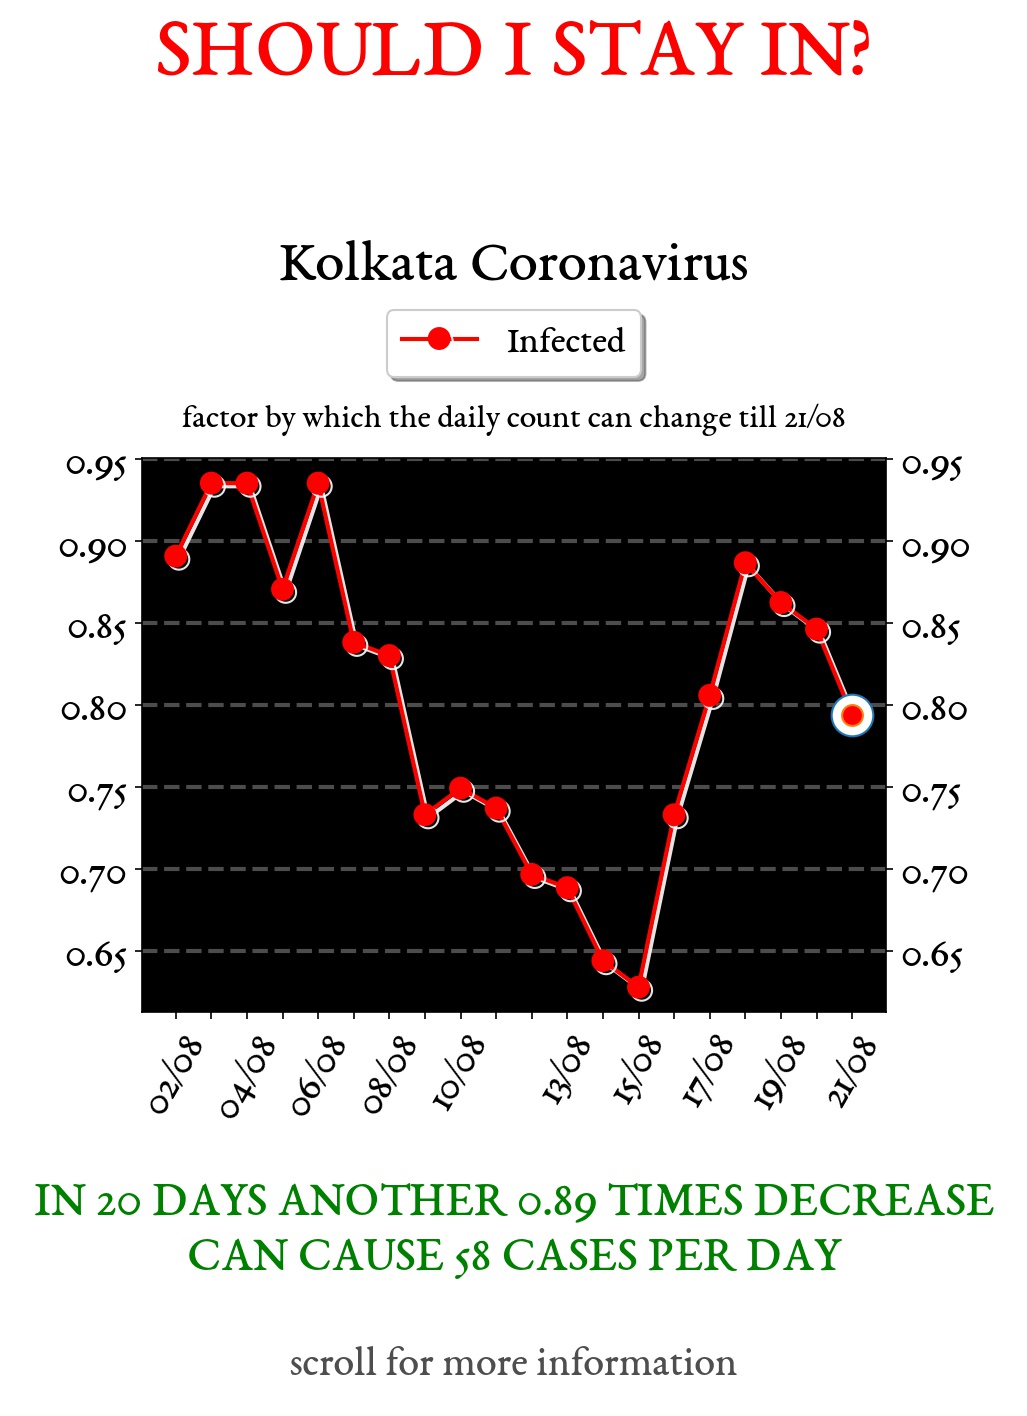 SHOULD I STAY IN?
Kolkata Coronavirus
Infected
factor by which the daily count can change till 21/08
0.95 0.95
0.90 0.90
0.85 0.85
0.80 0.80
0.75 0.75
0.70 0.70
0.65 0.65
02/08 04/08 06/08 08/08 10/08 13/08 15/08 17/08 19/08 21/08
IN 20 DAYS ANOTHER 0.89 TIMES DECREASE
CAN CAUSE 58 CASES PER DAY
scroll for more information